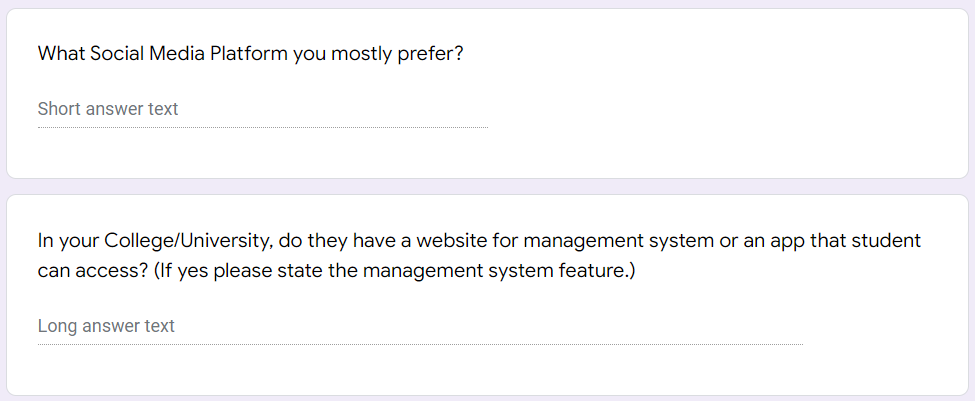 What Social Media Platform you mostly prefer?
Short answer text
In your College/University, do they have a website for management system or an app that student
can access? (If yes please state the management system feature.)
Long answer text